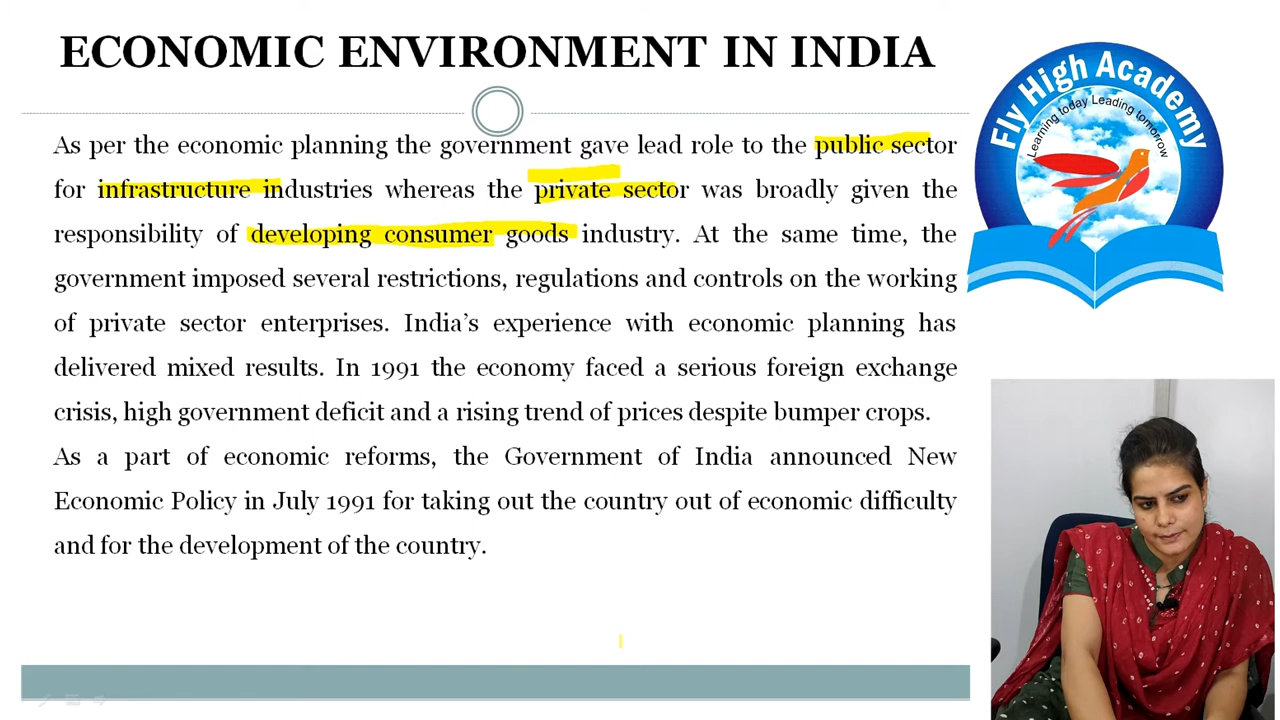 ECONOMIC ENVIRONMENT IN INDIA
As per the economic planning the government gave lead role to the public sector
for infrastructure industries whereas the private sector was broadly given the
responsibility of developing consumer goods industry. At the same time, the
government imposed several restrictions, regulations and controls on the working
of private sector enterprises. India’s experience with economic planning has
delivered mixed results. In 1991 the economy faced a serious foreign exchange
crisis, high government deficit and a rising trend of prices despite bumper crops.
As a part of economic reforms, the Government of India announced New
Economic Policy in July 1991 for taking out the country out of economic difficulty
and for the development of the country.
Fly High Academy
Learning today Leading tomorrow